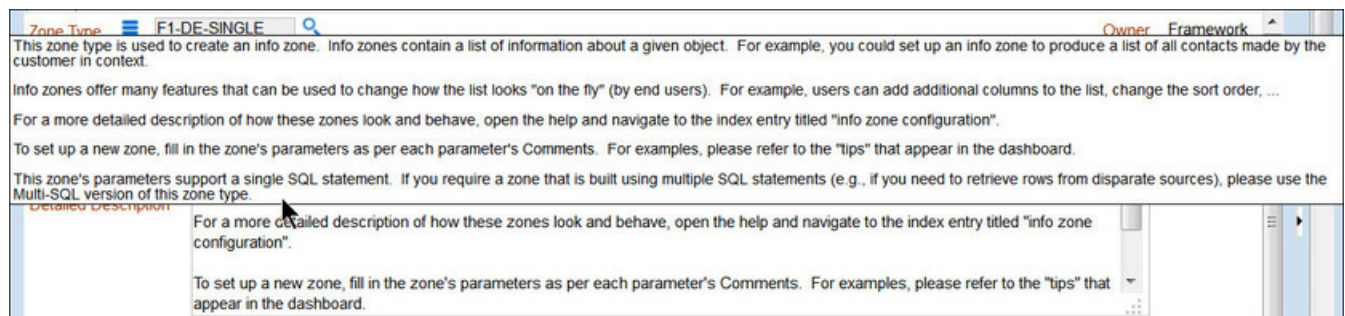 Zone Type F1-DE-SINGLE Owner Framework
This zone type is used to create an info zone. Info zones contain a list of information about a given object. For example, you could set up an info zone to produce a list of all contacts made by the
customer in context.
Info zones offer many features that can be used to change how the list looks "on the fly" (by end users). For example, users can add additional columns to the list, change the sort order, ...
For a more detailed description of how these zones look and behave, open the help and navigate to the index entry titled "info zone configuration".
To set up a new zone, fill in the zone's parameters as per each parameter's Comments. For examples, please refer to the "tips" that appear in the dashboard.
This zone's parameters support a single SQL statement. If you require a zone that is built using multiple SQL statements (e.g., if you need to retrieve rows from disparate sources), please use the
Multi-SQL version of this zone type.
Detailed Description
For a more detailed description of how these zones look and behave, open the help and navigate to the index entry titled "info zone
configuration".
To set up a new zone, fill in the zone's parameters as per each parameter's Comments. For examples, please refer to the "tips" that
appear in the dashboard.